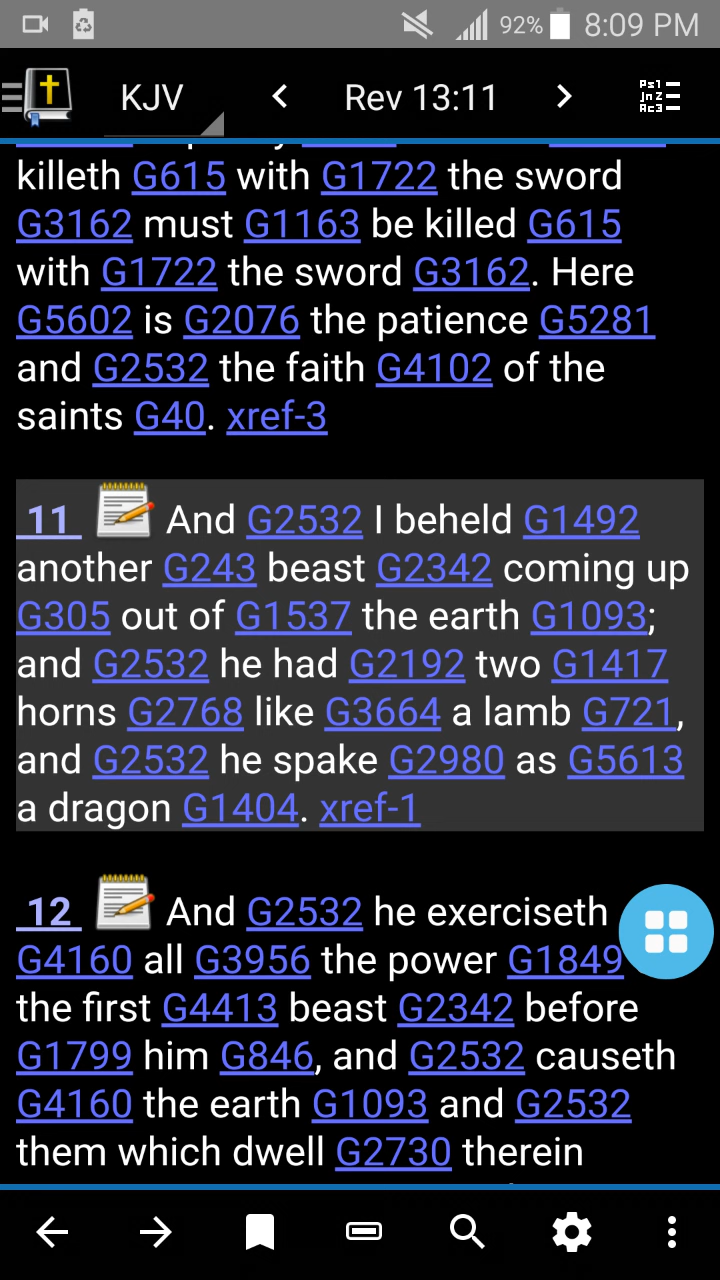 92% 8:09 PM
KJV Rev 13:11 Ps1 JnZ Ac3
killeth G615 with G1722 the sword
G3162 must G1163 be killed G615
with G1722 the sword G3162. Here
G5602 is G2076 the patience G5281
and G2532 the faith G4102 of the
saints G40. xref-3
11 And G2532 I beheld G1492
another G243 beast G2342 coming up
G305 out of G1537 the earth G1093;
and G2532 he had G2192 two G1417
horns G2768 like G3664 a lamb G721,
and G2532 he spake G2980 as G5613
a dragon G1404. xref-1
12 And G2532 he exerciseth
G4160 all G3956 the power G1849
the first G4413 beast G2342 before
G1799 him G846, and G2532 causeth
G4160 the earth G1093 and G2532
them which dwell G2730 therein